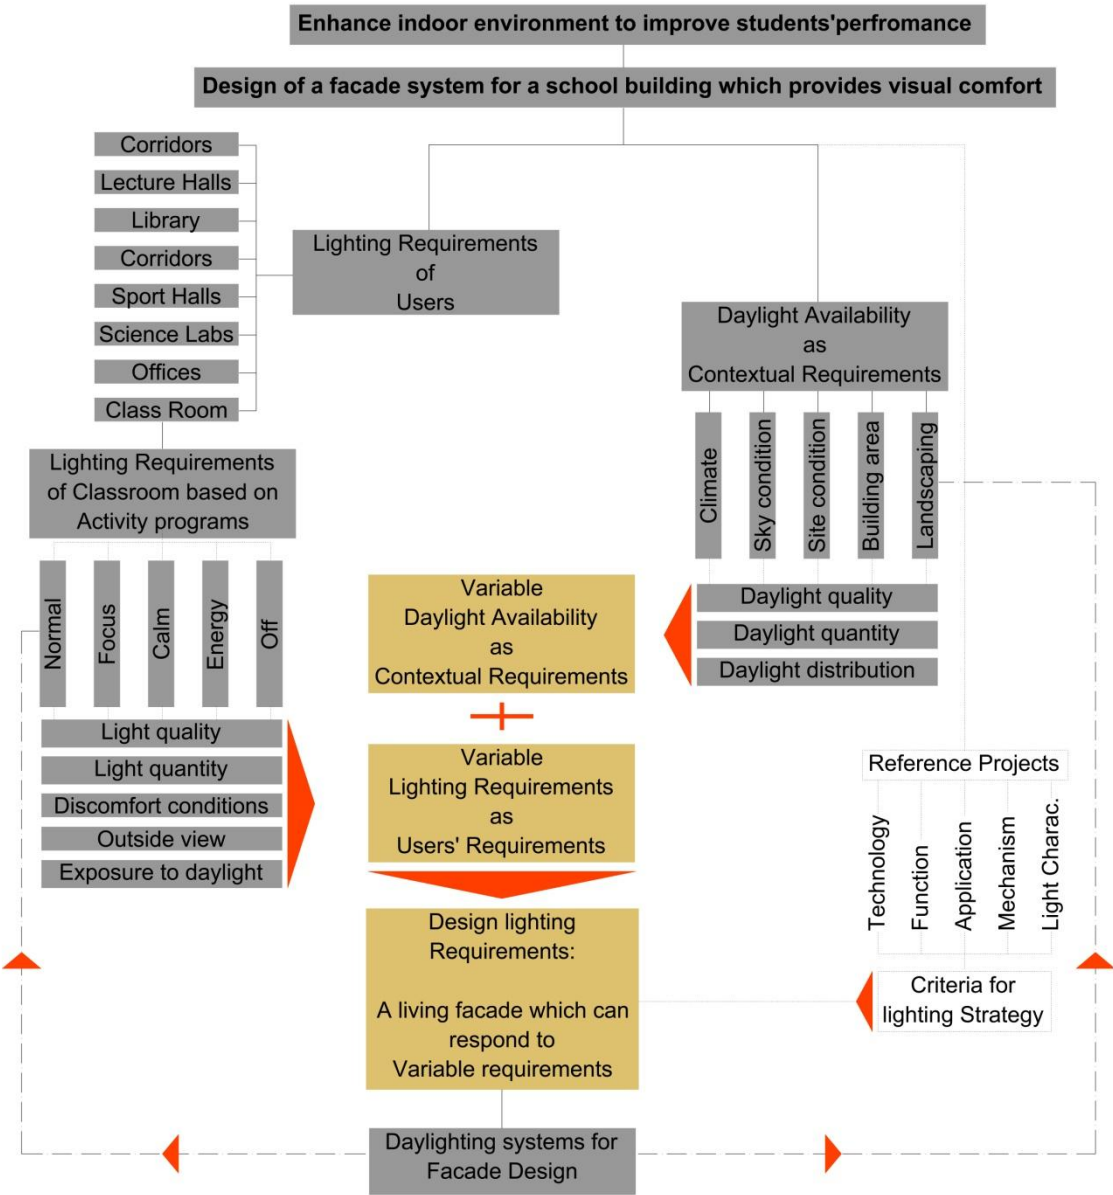 Enhance indoor environment to improve students'perfromance
Design of a facade system for a school building which provides visual comfort
Corridors
Lecture Halls
Library
Corridors
Sport Halls
Science Labs
Offices
Class Room
Lighting Requirements
of
Users
Daylight Availability
as
Contextual Requirements
Climate
Sky condition
Site condition
Building area
Landscaping
Daylight quality
Daylight quantity
Daylight distribution
Lighting Requirements
of Classroom based on
Activity programs
Normal
Focus
Calm
Energy
Off
Light quality
Light quantity
Discomfort conditions
Outside view
Exposure to daylight
Variable
Daylight Availability
as
Contextual Requirements
Variable
Lighting Requirements
as
Users' Requirements
Design lighting
Requirements:
A living facade which can
respond to
Variable requirements
Reference Projects
Technology
Function
Application
Mechanism
Light Charac.
Criteria for
lighting Strategy
Daylighting systems for
Facade Design